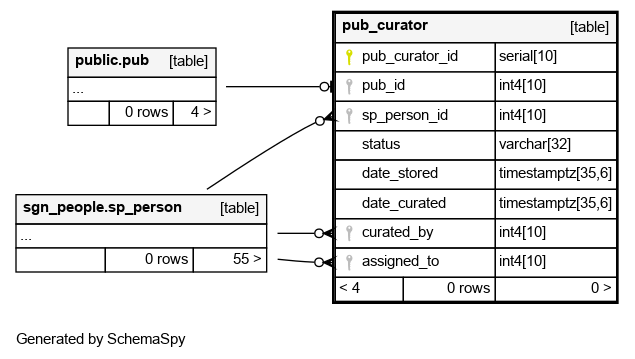 pub_curator [table]
pub_curator_id serial[10]
pub_id int4[10]
sp_person_id int4[10]
status varchar[32]
date_stored timestamptz[35,6]
date_curated timestamptz[35,6]
curated_by int4[10]
assigned_to int4[10]
< 4 0 rows 0 >
public.pub [table]
...
0 rows 4 >
sgn_people.sp_person [table]
...
0 rows 55 >
Generated by SchemaSpy